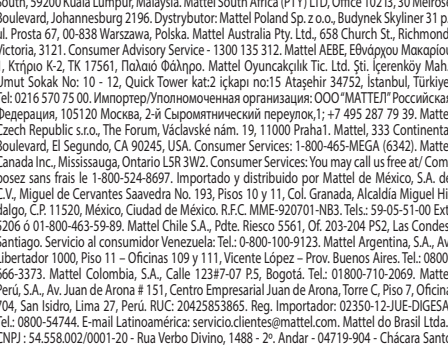 South, 59200 Kuala Lumpur, Malaysia. Mattel South Africa (PTY) LTD, Office 102 I3, 30 Melrose
Boulevard, Johannesburg 2196. Dystrybutor: Mattel Poland Sp. z o.o., Budynek Skyliner 31 p.
ul. Prosta 67, 00-838 Warszawa, Polska. Mattel Australia Pty. Ltd., 658 Church St., Richmond
Victoria, 3121. Consumer Advisory Service - 1300 135 312. Mattel AEBE, Εθνάρχου Μακαρίου
1, Κτήριο Κ-2, ΤΚ 17561, Παλαιό Φάληρο. Mattel Oyuncakçılık Tic. Ltd. Şti. İçerenköy Mah.
Umut Sokak No: 10 - 12, Quick Tower kat:2 içkapı no:15 Ataşehir 34752, İstanbul, Türkiye
Tel: 0216 570 75 00. Импортер/Уполномоченная организация: ООО “МАТТЕЛ” Российская
Федерация, 105120 Москва, 2-й Сыромятнический переулок,1; +7 495 287 79 39. Mattel
Czech Republic s.r.o., The Forum, Václavské nám. 19, 11000 Praha1. Mattel, 333 Continental
Boulevard, El Segundo, CA 90245, USA. Consumer Services: 1-800-465-MEGA (6342). Mattel
Canada Inc., Mississauga, Ontario L5R 3W2. Consumer Services: You may call us free at/ Com
posez sans frais le 1-800-524-8697. Importado y distribuido por Mattel de México, S.A. de
C.V., Miguel de Cervantes Saavedra No. 193, Pisos 10 y 11, Col. Granada, Alcaldía Miguel Hi
dalgo, C.P. 11520, México, Ciudad de México. R.F.C. MME-920701-NB3. Tels.: 59-05-51-00 Ext
5206 ó 01-800-463-59-89. Mattel Chile S.A., Pdte. Riesco 5561, Of. 203-204 PS2, Las Condes
Santiago. Servicio al consumidor Venezuela: Tel.: 0-800-100-9123. Mattel Argentina, S.A., Av
Libertador 1000, Piso 11 – Oficinas 109 y 111, Vicente López – Prov. Buenos Aires. Tel.: 0800
666-3373. Mattel Colombia, S.A., Calle 123#7-07 P.5, Bogotá. Tel.: 01800-710-2069. Mattel
Perú, S.A., Av. Juan de Arona # 151, Centro Empresarial Juan de Arona, Torre C, Piso 7, Oficina
704, San Isidro, Lima 27, Perú. RUC: 20425853865. Reg. Importador: 02350-12-JUE-DIGESA
Tel.: 0800-54744. E-mail Latinoamérica: servicio.clientes@mattel.com. Mattel do Brasil Ltda.
CNPJ : 54.558.002/0001-20 - Rua Verbo Divino, 1488 - 2º. Andar - 04719-904 - Chácara Santo